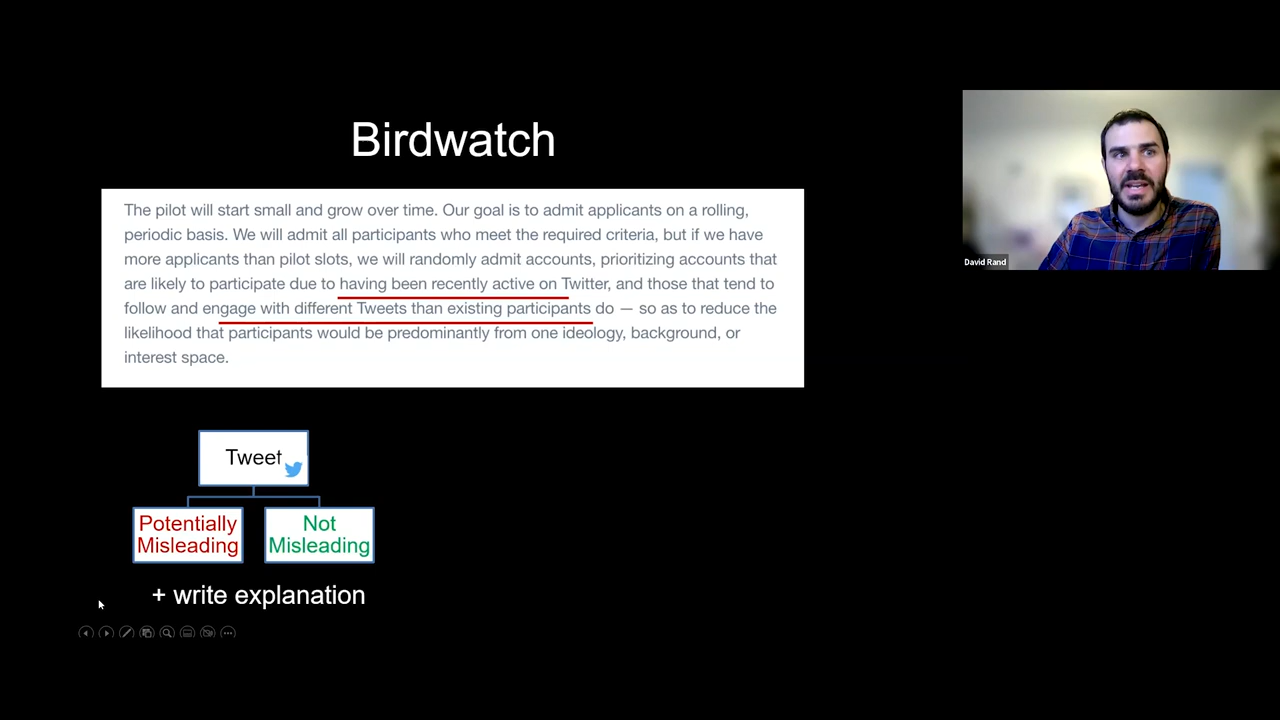 Birdwatch
The pilot will start small and grow over time. Our goal is to admit applicants on a rolling,
periodic basis. We will admit all participants who meet the required criteria, but if we have
more applicants than pilot slots, we will randomly admit accounts, prioritizing accounts that
are likely to participate due to having been recently active on Twitter, and those that tend to
follow and engage with different Tweets than existing participants do — so as to reduce the
likelihood that participants would be predominantly from one ideology, background, or
interest space.
David Rand
Tweet
Potentially
Misleading
Not
Misleading
+ write explanation